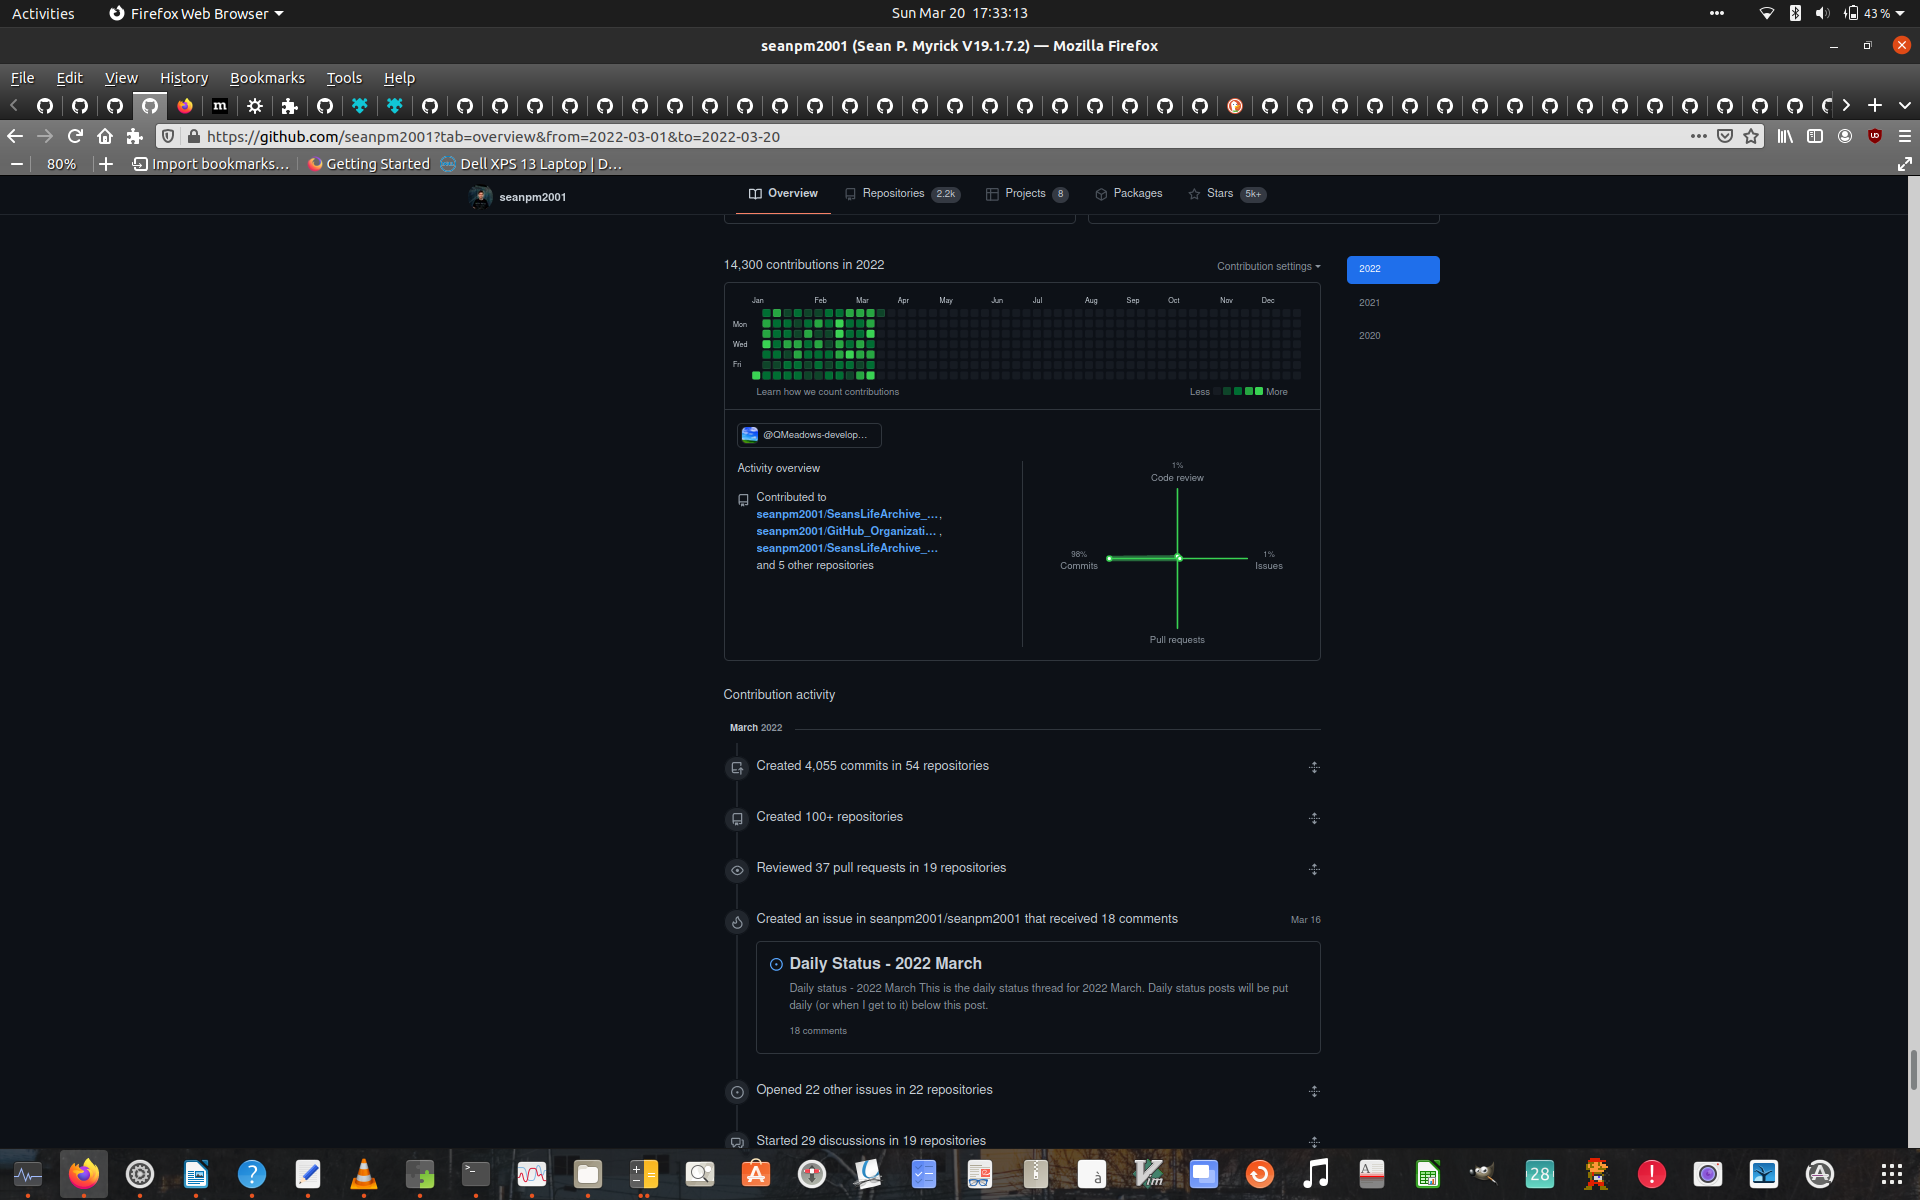 Activities
Firefox Web Browser
Sun Mar 20 17:33:13
43 %
seanpm2001 (Sean P. Myrick V19.1.7.2) — Mozilla Firefox
File Edit View History Bookmarks Tools Help
https://github.com/seanpm2001?tab=overview&from=2022-03-01&to=2022-03-20
80%
Import bookmarks...
Getting Started
Dell XPS 13 Laptop | D...
seanpm2001
Overview
Repositories 2.2k
Projects 8
Packages
Stars 5k+
14,300 contributions in 2022
Contribution settings
2022
2021
2020
Jan Feb Mar Apr May Jun Jul Aug Sep Oct Nov Dec
Mon
Wed
Fri
Learn how we count contributions
Less
More
@QMeadows-develop...
Activity overview
Contributed to
seanpm2001/SeansLifeArchive_...,
seanpm2001/GitHub_Organizati... ,
seanpm2001/SeansLifeArchive_...
and 5 other repositories
1%
Code review
98%
Commits
1%
Issues
Pull requests
Contribution activity
March 2022
Created 4,055 commits in 54 repositories
Created 100+ repositories
Reviewed 37 pull requests in 19 repositories
Created an issue in seanpm2001/seanpm2001 that received 18 comments
Mar 16
Daily Status - 2022 March
Daily status - 2022 March This is the daily status thread for 2022 March. Daily status posts will be put
daily (or when I get to it) below this post.
18 comments
Opened 22 other issues in 22 repositories
Started 29 discussions in 19 repositories
28